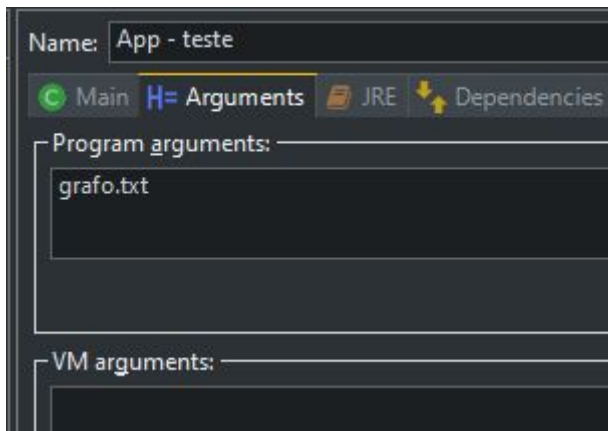 Name: App - teste
Main Arguments JRE Dependencies
Program arguments:
grafo.txt
VM arguments: